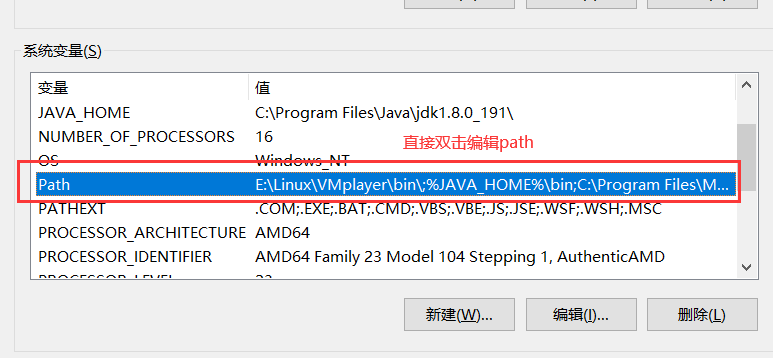 系统变量(S)
变量 值
JAVA_HOME C:\Program Files\Java\jdk1.8.0_191\
NUMBER_OF_PROCESSORS 16
直接双击编辑path
OS Windows_NT
Path E:\Linux\VMplayer\bin\;%JAVA_HOME%\bin;C:\Program Files\M...
PATHEXT .COM;.EXE;.BAT;.CMD;.VBS;.VBE;.JS;.JSE;.WSF;.WSH;.MSC
PROCESSOR_ARCHITECTURE AMD64
PROCESSOR_IDENTIFIER AMD64 Family 23 Model 104 Stepping 1, AuthenticAMD
PROCESSOR_LEVEL 23
新建(W)... 编辑(I)... 删除(L)